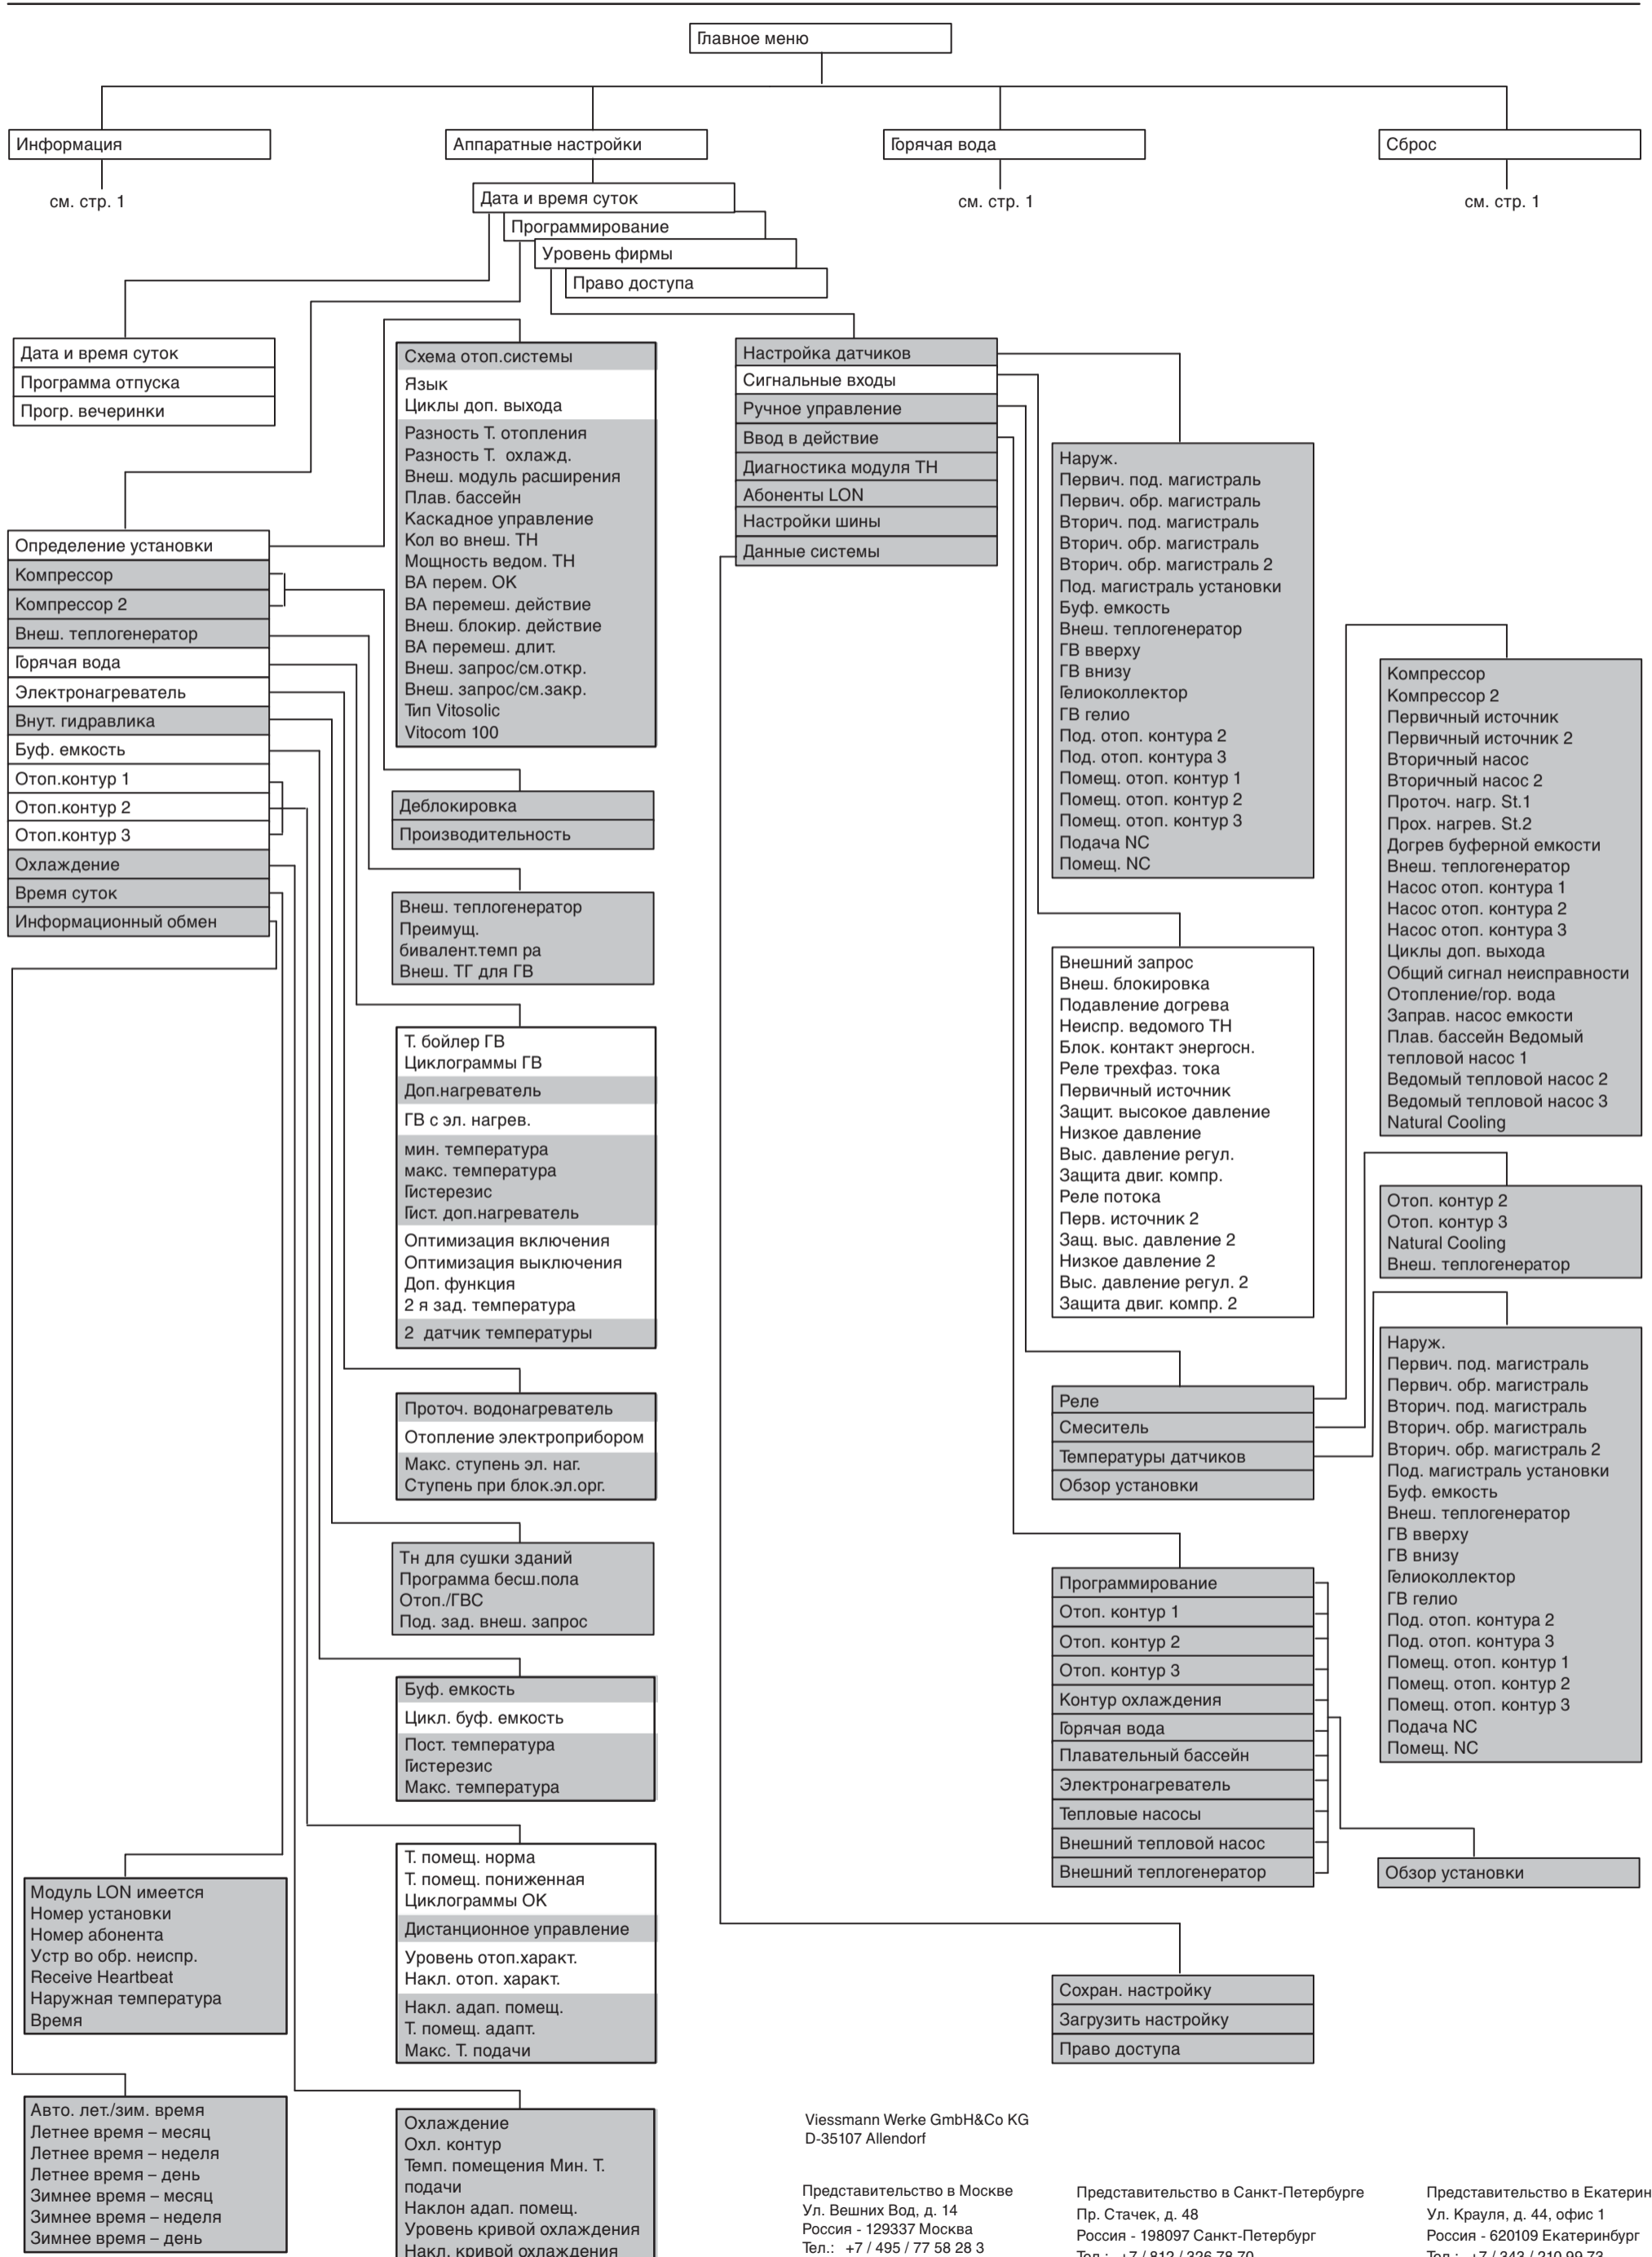 Главное меню
Информация
Аппаратные настройки
Горячая вода
Сброс
см. стр. 1
Дата и время суток
см. стр. 1
см. стр. 1
Программирование
Уровень фирмы
Право доступа
Дата и время суток
Программа отпуска
Прогр. вечеринки
Определение установки
Компрессор
Компрессор 2
Внеш. теплогенератор
Горячая вода
Электронагреватель
Внут. гидравлика
Буф. емкость
Отоп.контур 1
Отоп.контур 2
Отоп.контур 3
Охлаждение
Время суток
Информационный обмен
Модуль LON имеется
Номер установки
Номер абонента
Устр во обр. неиспр.
Receive Heartbeat
Наружная температура
Время
Авто. лет./зим. время
Летнее время – месяц
Летнее время – неделя
Летнее время – день
Зимнее время – месяц
Зимнее время – неделя
Зимнее время – день
Схема отоп.системы
Язык
Циклы доп. выхода
Разность Т. отопления
Разность Т.  охлажд.
Внеш. модуль расширения
Плав. бассейн
Каскадное управление
Кол во внеш. ТН
Мощность ведом. ТН
ВА перем. ОК
ВА перемеш. действие
Внеш. блокир. действие
ВА перемеш. длит.
Внеш. запрос/см.откр.
Внеш. запрос/см.закр.
Тип Vitosolic
Vitocom 100
Деблокировка
Производительность
Внеш. теплогенератор
Преимущ.
бивалент.темп ра
Внеш. ТГ для ГВ
Т. бойлер ГВ
Циклограммы ГВ
Доп.нагреватель
ГВ с эл. нагрев.
мин. температура
макс. температура
Гистерезис
Гист. доп.нагреватель
Оптимизация включения
Оптимизация выключения
Доп. функция
2 я зад. температура
2  датчик температуры
Проточ. водонагреватель
Отопление электроприбором
Макс. ступень эл. наг.
Ступень при блок.эл.орг.
Тн для сушки зданий
Программа бесш.пола
Отоп./ГВС
Под. зад. внеш. запрос
Буф. емкость
Цикл. буф. емкость
Пост. температура
Гистерезис
Макс. температура
Т. помещ. норма
Т. помещ. пониженная
Циклограммы ОК
Дистанционное управление
Уровень отоп.характ.
Накл. отоп. характ.
Накл. адап. помещ.
Т. помещ. адапт.
Макс. Т. подачи
Охлаждение
Охл. контур
Темп. помещения Мин. Т.
подачи
Наклон адап. помещ.
Уровень кривой охлаждения
Накл. кривой охлаждения
Настройка датчиков
Сигнальные входы
Ручное управление
Ввод в действие
Диагностика модуля ТН
Абоненты LON
Настройки шины
Данные системы
Наруж.
Первич. под. магистраль
Первич. обр. магистраль
Вторич. под. магистраль
Вторич. обр. магистраль
Вторич. обр. магистраль 2
Под. магистраль установки
Буф. емкость
Внеш. теплогенератор
ГВ вверху
ГВ внизу
Гелиоколлектор
ГВ гелио
Под. отоп. контура 2
Под. отоп. контура 3
Помещ. отоп. контур 1
Помещ. отоп. контур 2
Помещ. отоп. контур 3
Подача NC
Помещ. NC
Внешний запрос
Внеш. блокировка
Подавление догрева
Неиспр. ведомого ТН
Блок. контакт энергосн.
Реле трехфаз. тока
Первичный источник
Защит. высокое давление
Низкое давление
Выс. давление регул.
Защита двиг. компр.
Реле потока
Перв. источник 2
Защ. выс. давление 2
Низкое давление 2
Выс. давление регул. 2
Защита двиг. компр. 2
Реле
Смеситель
Температуры датчиков
Обзор установки
Программирование
Отоп. контур 1
Отоп. контур 2
Отоп. контур 3
Контур охлаждения
Горячая вода
Плавательный бассейн
Электронагреватель
Тепловые насосы
Внешний тепловой насос
Внешний теплогенератор
Сохран. настройку
Загрузить настройку
Право доступа
Компрессор
Компрессор 2
Первичный источник
Первичный источник 2
Вторичный насос
Вторичный насос 2
Проточ. нагр. St.1
Прох. нагрев. St.2
Догрев буферной емкости
Внеш. теплогенератор
Насос отоп. контура 1
Насос отоп. контура 2
Насос отоп. контура 3
Циклы доп. выхода
Общий сигнал неисправности
Отопление/гор. вода
Заправ. насос емкости
Плав. бассейн Ведомый
тепловой насос 1
Ведомый тепловой насос 2
Ведомый тепловой насос 3
Natural Cooling
Отоп. контур 2
Отоп. контур 3
Natural Cooling
Внеш. теплогенератор
Наруж.
Первич. под. магистраль
Первич. обр. магистраль
Вторич. под. магистраль
Вторич. обр. магистраль
Вторич. обр. магистраль 2
Под. магистраль установки
Буф. емкость
Внеш. теплогенератор
ГВ вверху
ГВ внизу
Гелиоколлектор
ГВ гелио
Под. отоп. контура 2
Под. отоп. контура 3
Помещ. отоп. контур 1
Помещ. отоп. контур 2
Помещ. отоп. контур 3
Подача NC
Помещ. NC
Обзор установки
Viessmann Werke GmbH&Co KG
D-35107 Allendorf
Представительство в Москве
Ул. Вешних Вод, д. 14
Россия - 129337 Москва
Тел.:   +7 / 495 / 77 58 28 3
Представительство в Санкт-Петербурге
Пр. Стачек, д. 48
Россия - 198097 Санкт-Петербург
Тел.:   +7 / 812 / 326 78 70
Представительство в Екатерин
Ул. Крауля, д. 44, офис 1
Россия - 620109 Екатеринбург
Тел.:   +7 / 343 / 210 99 73